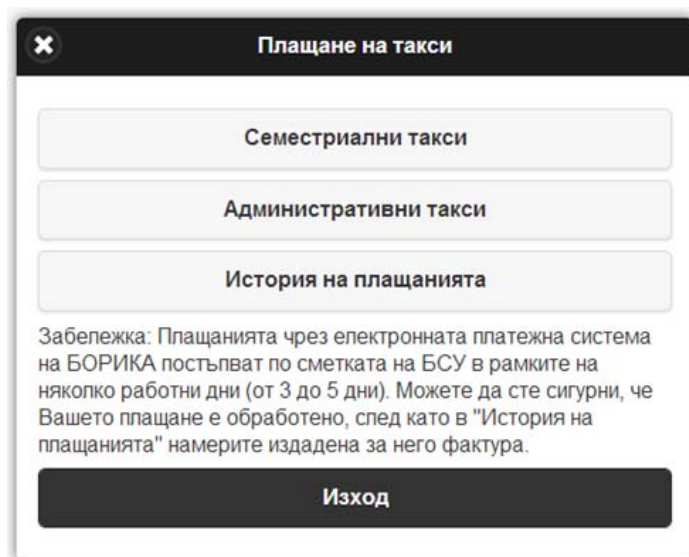 Плащане на такси
Семестриални такси
Административни такси
История на плащанията
Забележка: Плащанията чрез електронната платежна система
на БОРИКА постъпват по сметката на БСУ в рамките на
няколко работни дни (от 3 до 5 дни). Можете да сте сигурни, че
Вашето плащане е обработено, след като в "История на
плащанията" намерите издадена за него фактура.
Изход